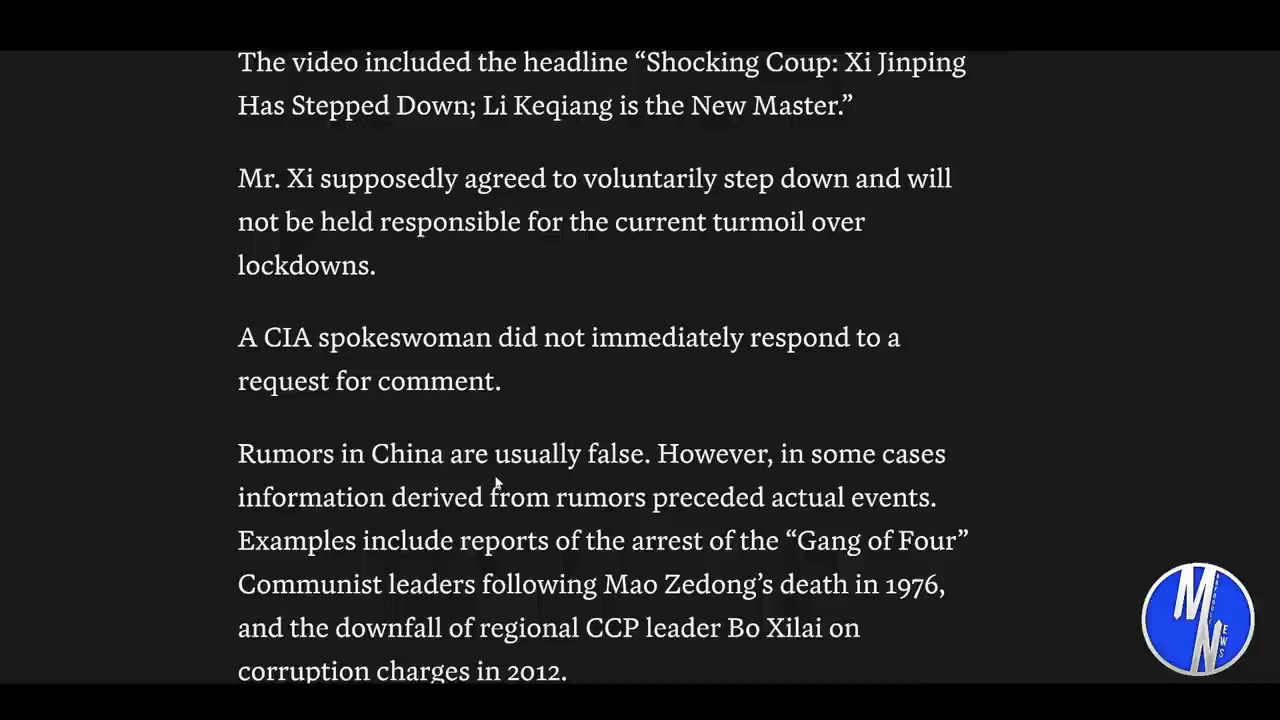 The video included the headline “Shocking Coup: Xi Jinping
Has Stepped Down; Li Keqiang is the New Master.”
Mr. Xi supposedly agreed to voluntarily step down and will
not be held responsible for the current turmoil over
lockdowns.
A CIA spokeswoman did not immediately respond to a
request for comment.
Rumors in China are usually false. However, in some cases
information derived from rumors preceded actual events.
Examples include reports of the arrest of the “Gang of Four”
Communist leaders following Mao Zedong’s death in 1976,
and the downfall of regional CCP leader Bo Xilai on
corruption charges in 2012.
M
N
EWS